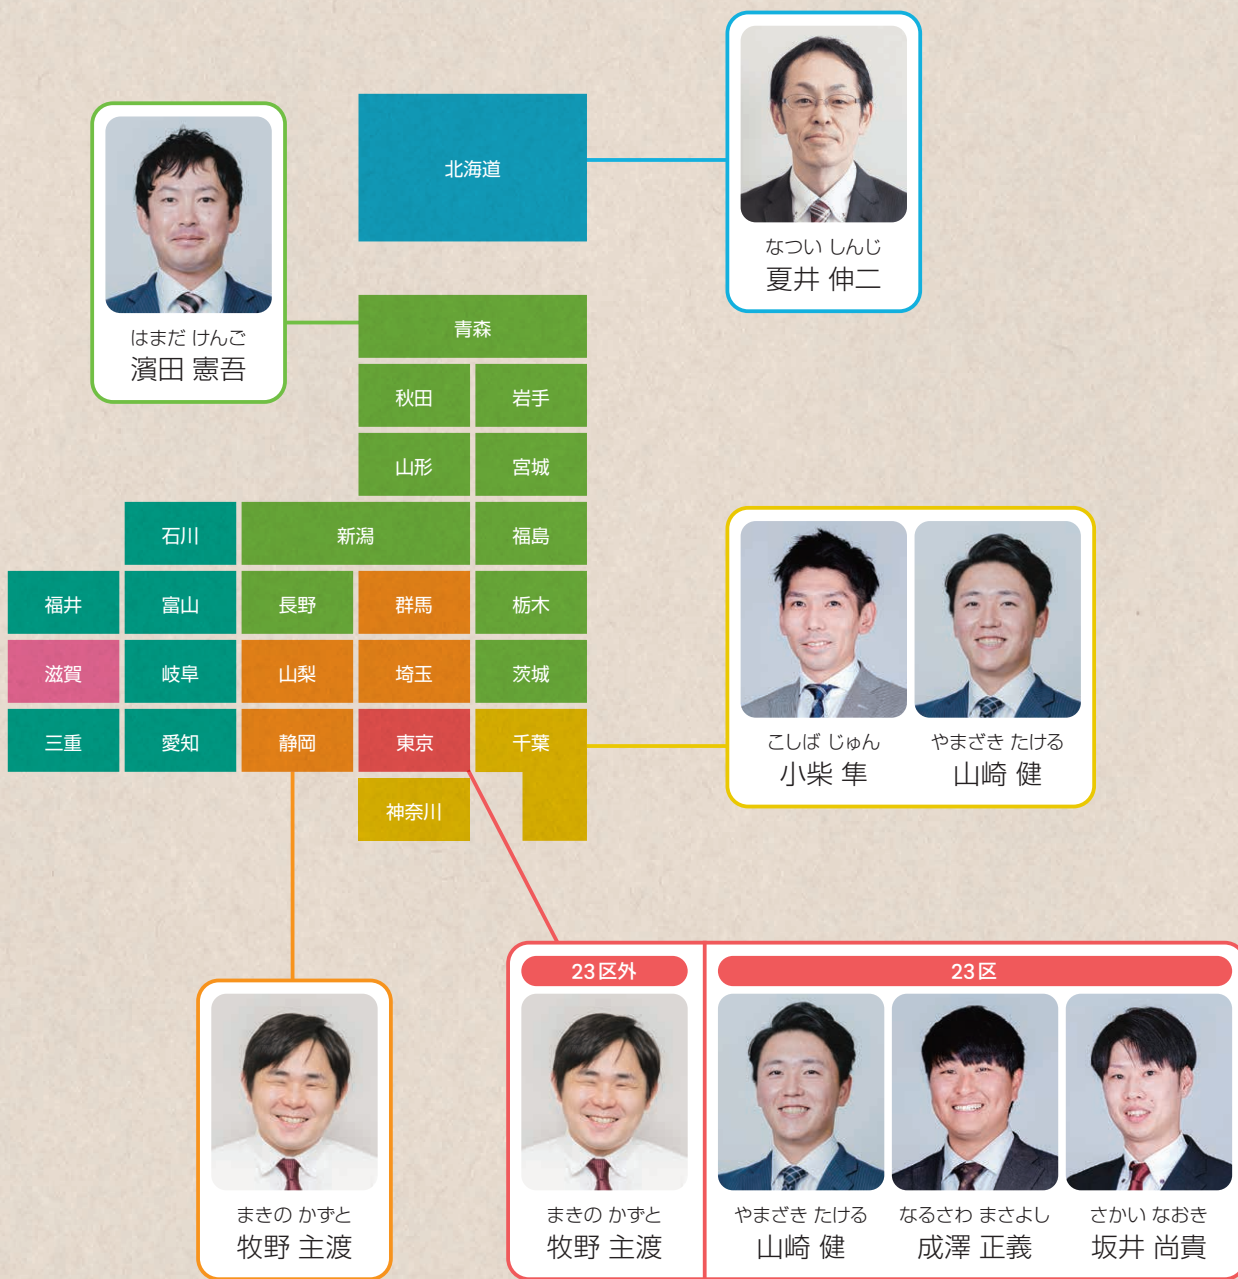 北海道
なつい しんじ
夏井 伸二
はまだ けんご
濱田 憲吾
青森
秋田
岩手
山形
宮城
石川
新潟
福島
福井
富山
長野
群馬
栃木
滋賀
岐阜
山梨
埼玉
茨城
三重
愛知
静岡
東京
千葉
神奈川
こしば じゅん
小柴 隼
やまざき たける
山崎 健
まきの かずと
牧野 主渡
23区外
まきの かずと
牧野 主渡
23区
やまざき たける
山崎 健
なるさわ まさよし
成澤 正義
さかい なおき
坂井 尚貴